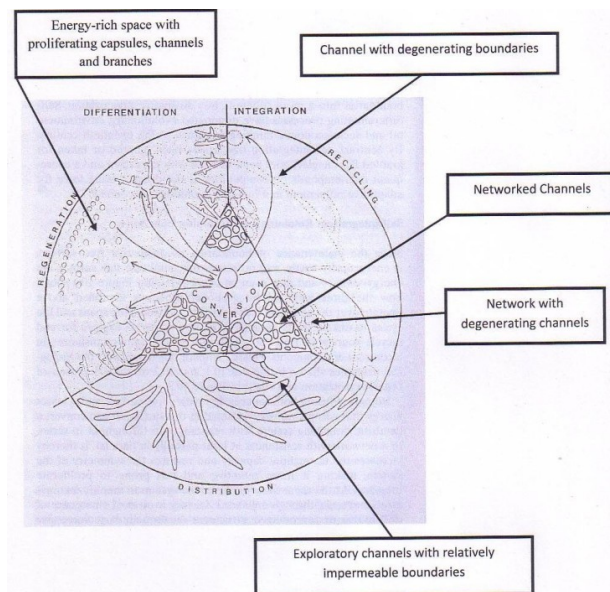 Energy-rich space with
proliferating capsules, channels
and branches
Channel with degenerating boundaries
DIFFERENTIATION
INTEGRATION
RECYCLING
Networked Channels
REGENERATION
CONVERSION
Network with
degenerating channels
DISTRIBUTION
Exploratory channels with relatively
impermeable boundaries